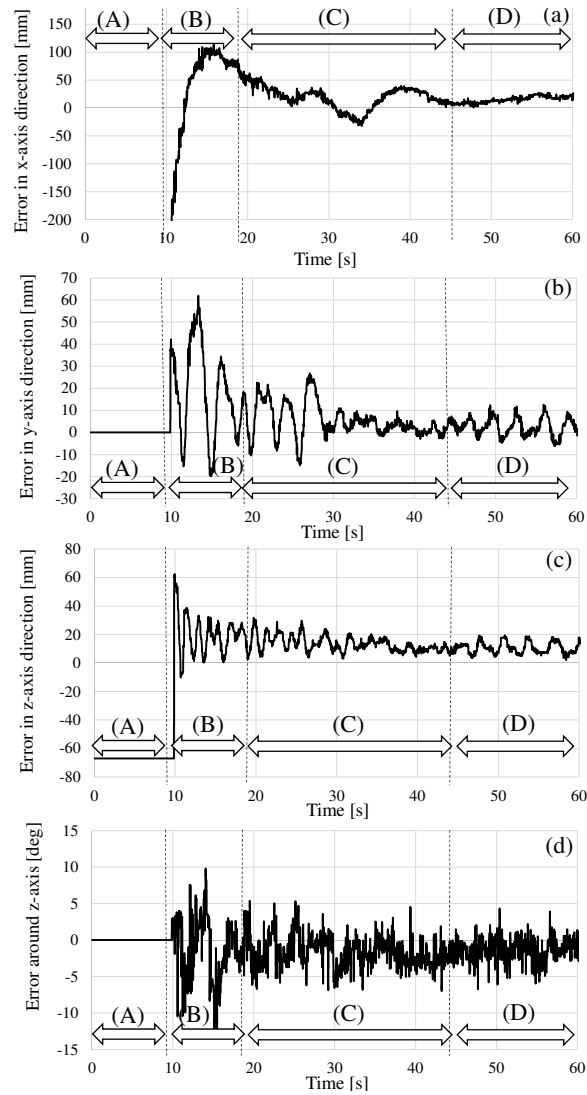 (A) (B) (C) (D) (a)
Error in x-axis direction [mm]
150
100
50
0
-50
-100
-150
-200
0 10 20 30 40 50 60
Time [s]
(b)
Error in y-axis direction [mm]
70
60
50
40
30
20
10
0
-10
-20
-30
(A) (B) (C) (D)
0 10 20 30 40 50 60
Time [s]
(c)
Error in z-axis direction [mm]
80
60
40
20
0
-20
-40
-60
-80
(A) (B) (C) (D)
0 10 20 30 40 50 60
Time [s]
(d)
Error around z-axis [deg]
15
10
5
0
-5
-10
-15
(A) (B) (C) (D)
0 10 20 30 40 50 60
Time [s]